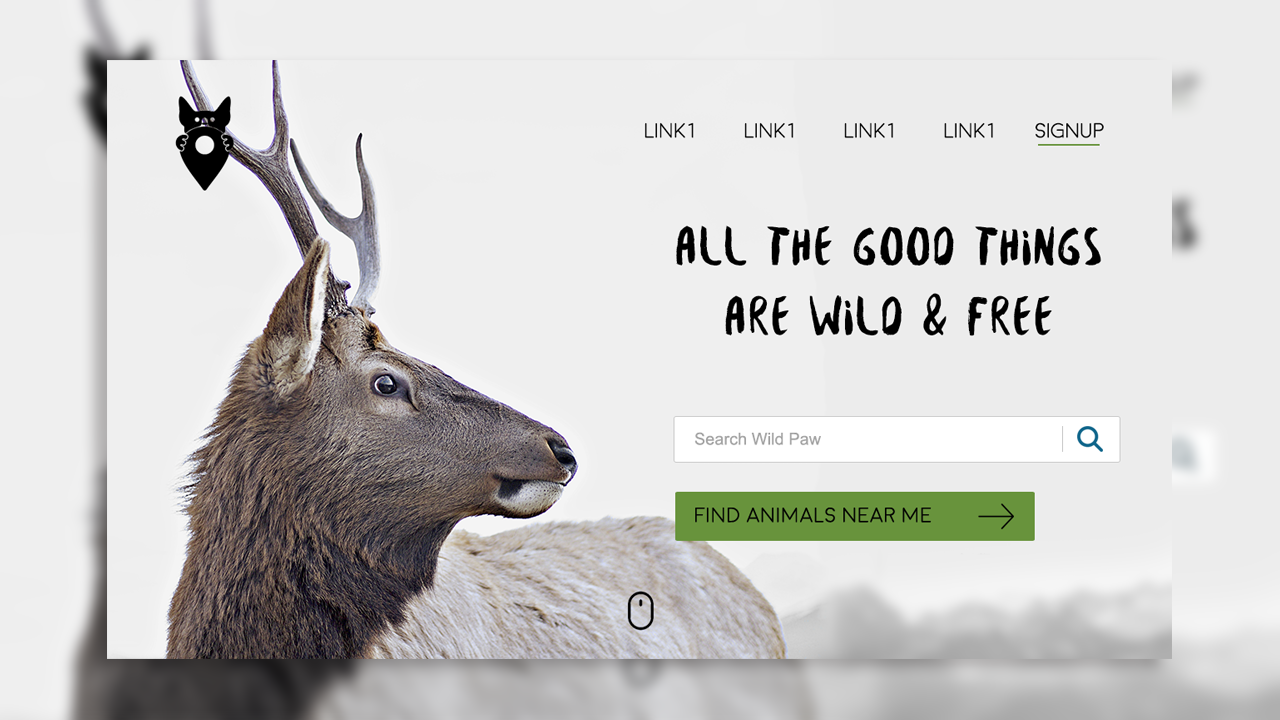 LINK1 LINK1 LINK1 LINK1 SIGNUP
ALL THE GOOD THiNGS
ARE WiLD & FREE
Search Wild Paw
FIND ANIMALS NEAR ME